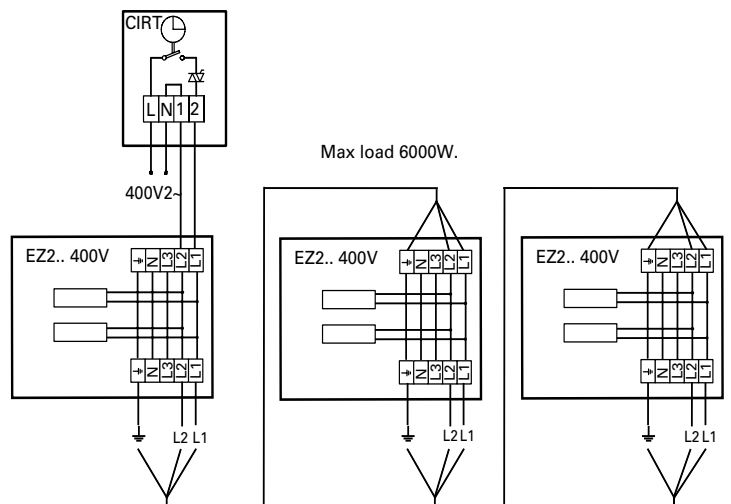 CIRT
L N 1 2
Max load 6000W.
400V2~
EZ2.. 400V
N L3 L2 L1
N L3 L2 L1
L2 L1
EZ2.. 400V
N L3 L2 L1
N L3 L2 L1
L2 L1
EZ2.. 400V
N L3 L2 L1
N L3 L2 L1
L2 L1